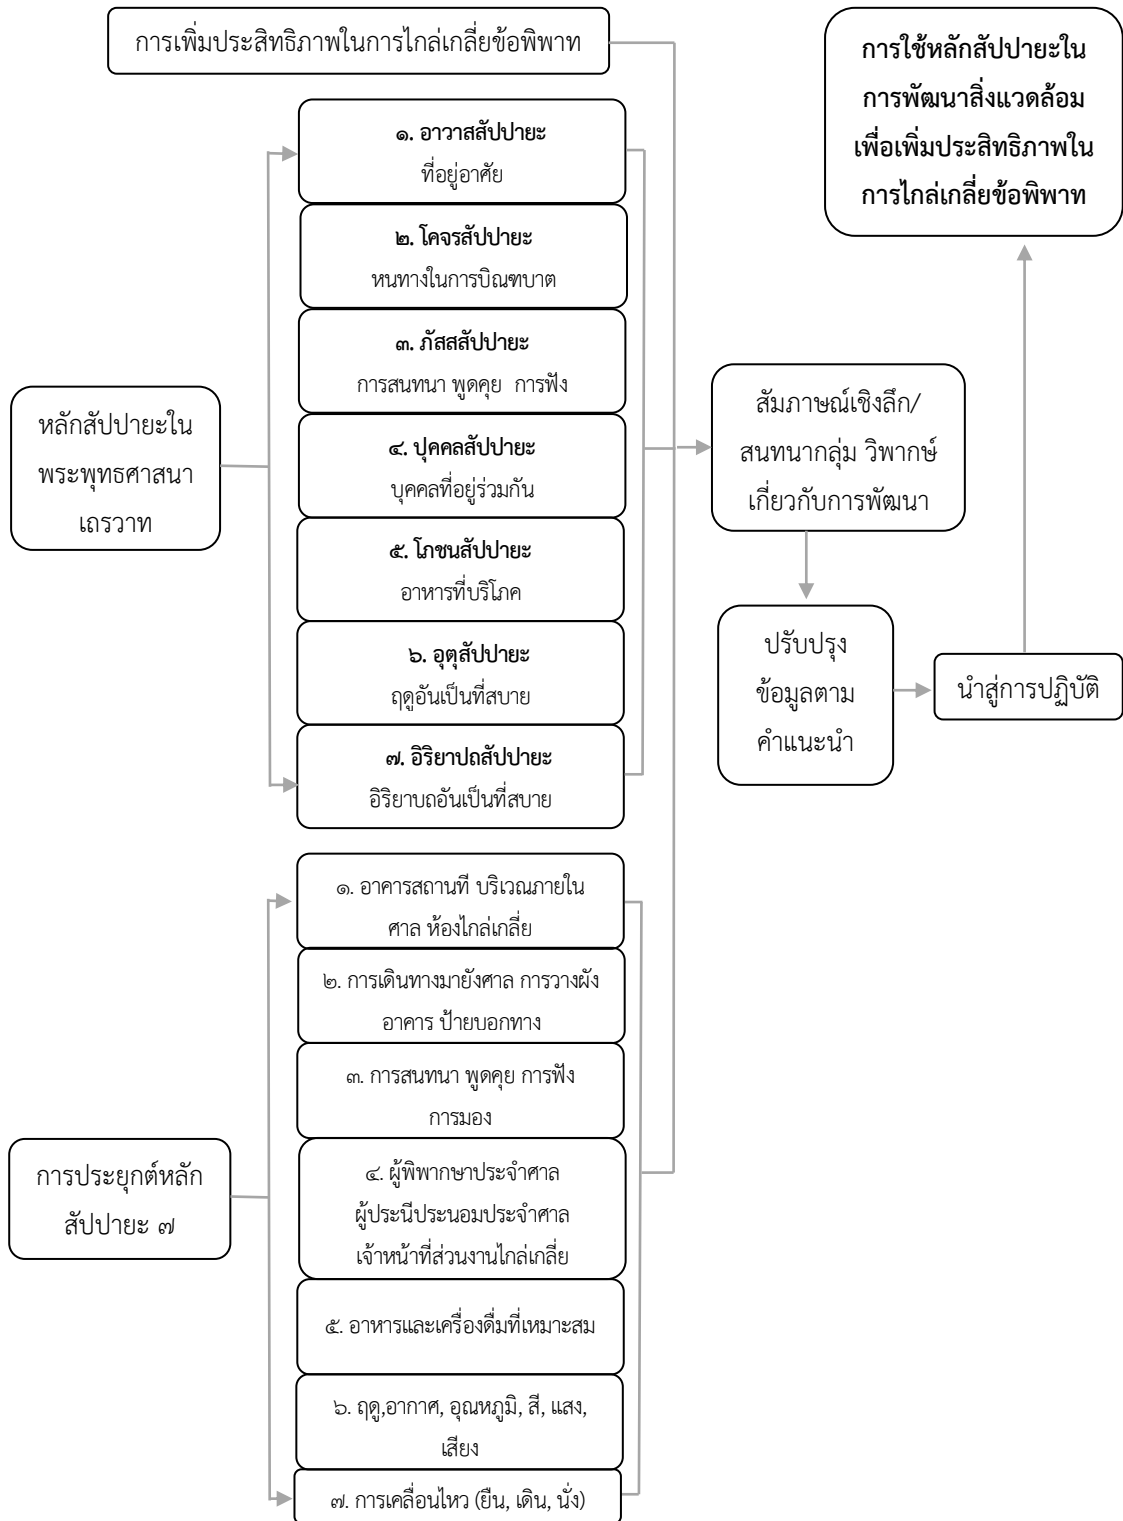 การเพิ่มประสิทธิภาพในการไกล่เกลี่ยข้อพิพาท
การใช้หลักสัปปายะใน
การพัฒนาสิ่งแวดล้อม
เพื่อเพิ่มประสิทธิภาพใน
การไกล่เกลี่ยข้อพิพาท
หลักสัปปายะใน
พระพุทธศาสนา
เถรวาท
๑. อาวาสสัปปายะ
ที่อยู่อาศัย
๒. โคจรสัปปายะ
หนทางในการบิณฑบาต
๓. ภัสสสัปปายะ
การสนทนา พูดคุย การฟัง
๔. ปุคคลสัปปายะ
บุคคลที่อยู่ร่วมกัน
๕. โภชนสัปปายะ
อาหารที่บริโภค
๖. อุตุสัปปายะ
ฤดูอันเป็นที่สบาย
๗. อิริยาปถสัปปายะ
อิริยาบถอันเป็นที่สบาย
สัมภาษณ์เชิงลึก/
สนทนากลุ่ม วิพากษ์
เกี่ยวกับการพัฒนา
ปรับปรุง
ข้อมูลตาม
คำแนะนำ
นำสู่การปฏิบัติ
การประยุกต์หลัก
สัปปายะ ๗
๑. อาคารสถานที บริเวณภายใน
ศาล ห้องไกล่เกลี่ย
๒. การเดินทางมายังศาล การวางผัง
อาคาร ป้ายบอกทาง
๓. การสนทนา พูดคุย การฟัง
การมอง
๔. ผู้พิพากษาประจำศาล
ผู้ประนีประนอมประจำศาล
เจ้าหน้าที่ส่วนงานไกล่เกลี่ย
๕. อาหารและเครื่องดื่มที่เหมาะสม
๖. ฤดู,อากาศ, อุณหภูมิ, สี, แสง,
เสียง
๗. การเคลื่อนไหว (ยืน, เดิน, นั่ง)